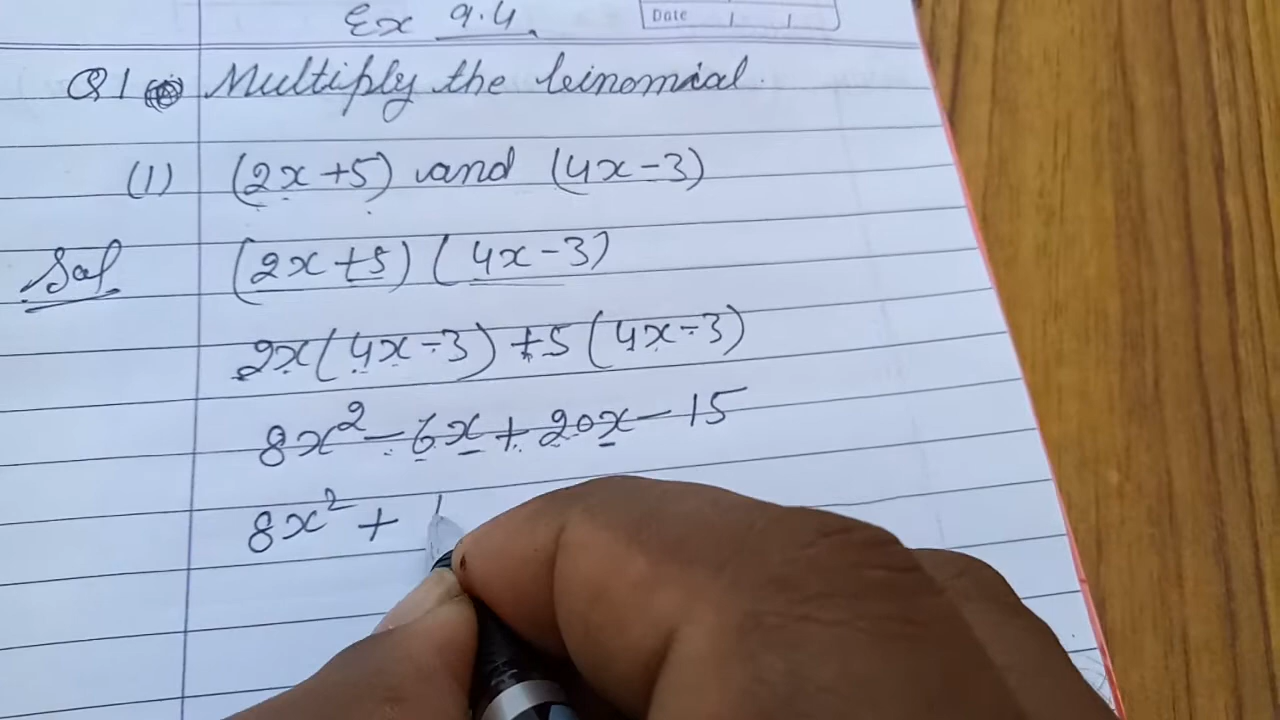 Ex 9.4.
Date
Q1 Multiply the binomial.
(1) (2x+5) and (4x-3)
Sol (2x+5) (4x-3)
2x(4x-3) +5 (4x-3)
8x² - 6x + 20x - 15
8x² + 1